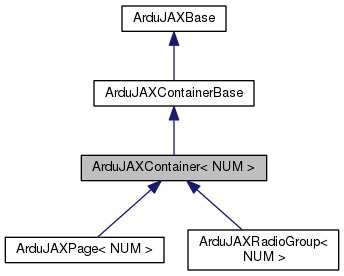 ArduJAXBase
ArduJAXContainerBase
ArduJAXContainer< NUM >
ArduJAXPage< NUM >
ArduJAXRadioGroup<
NUM >